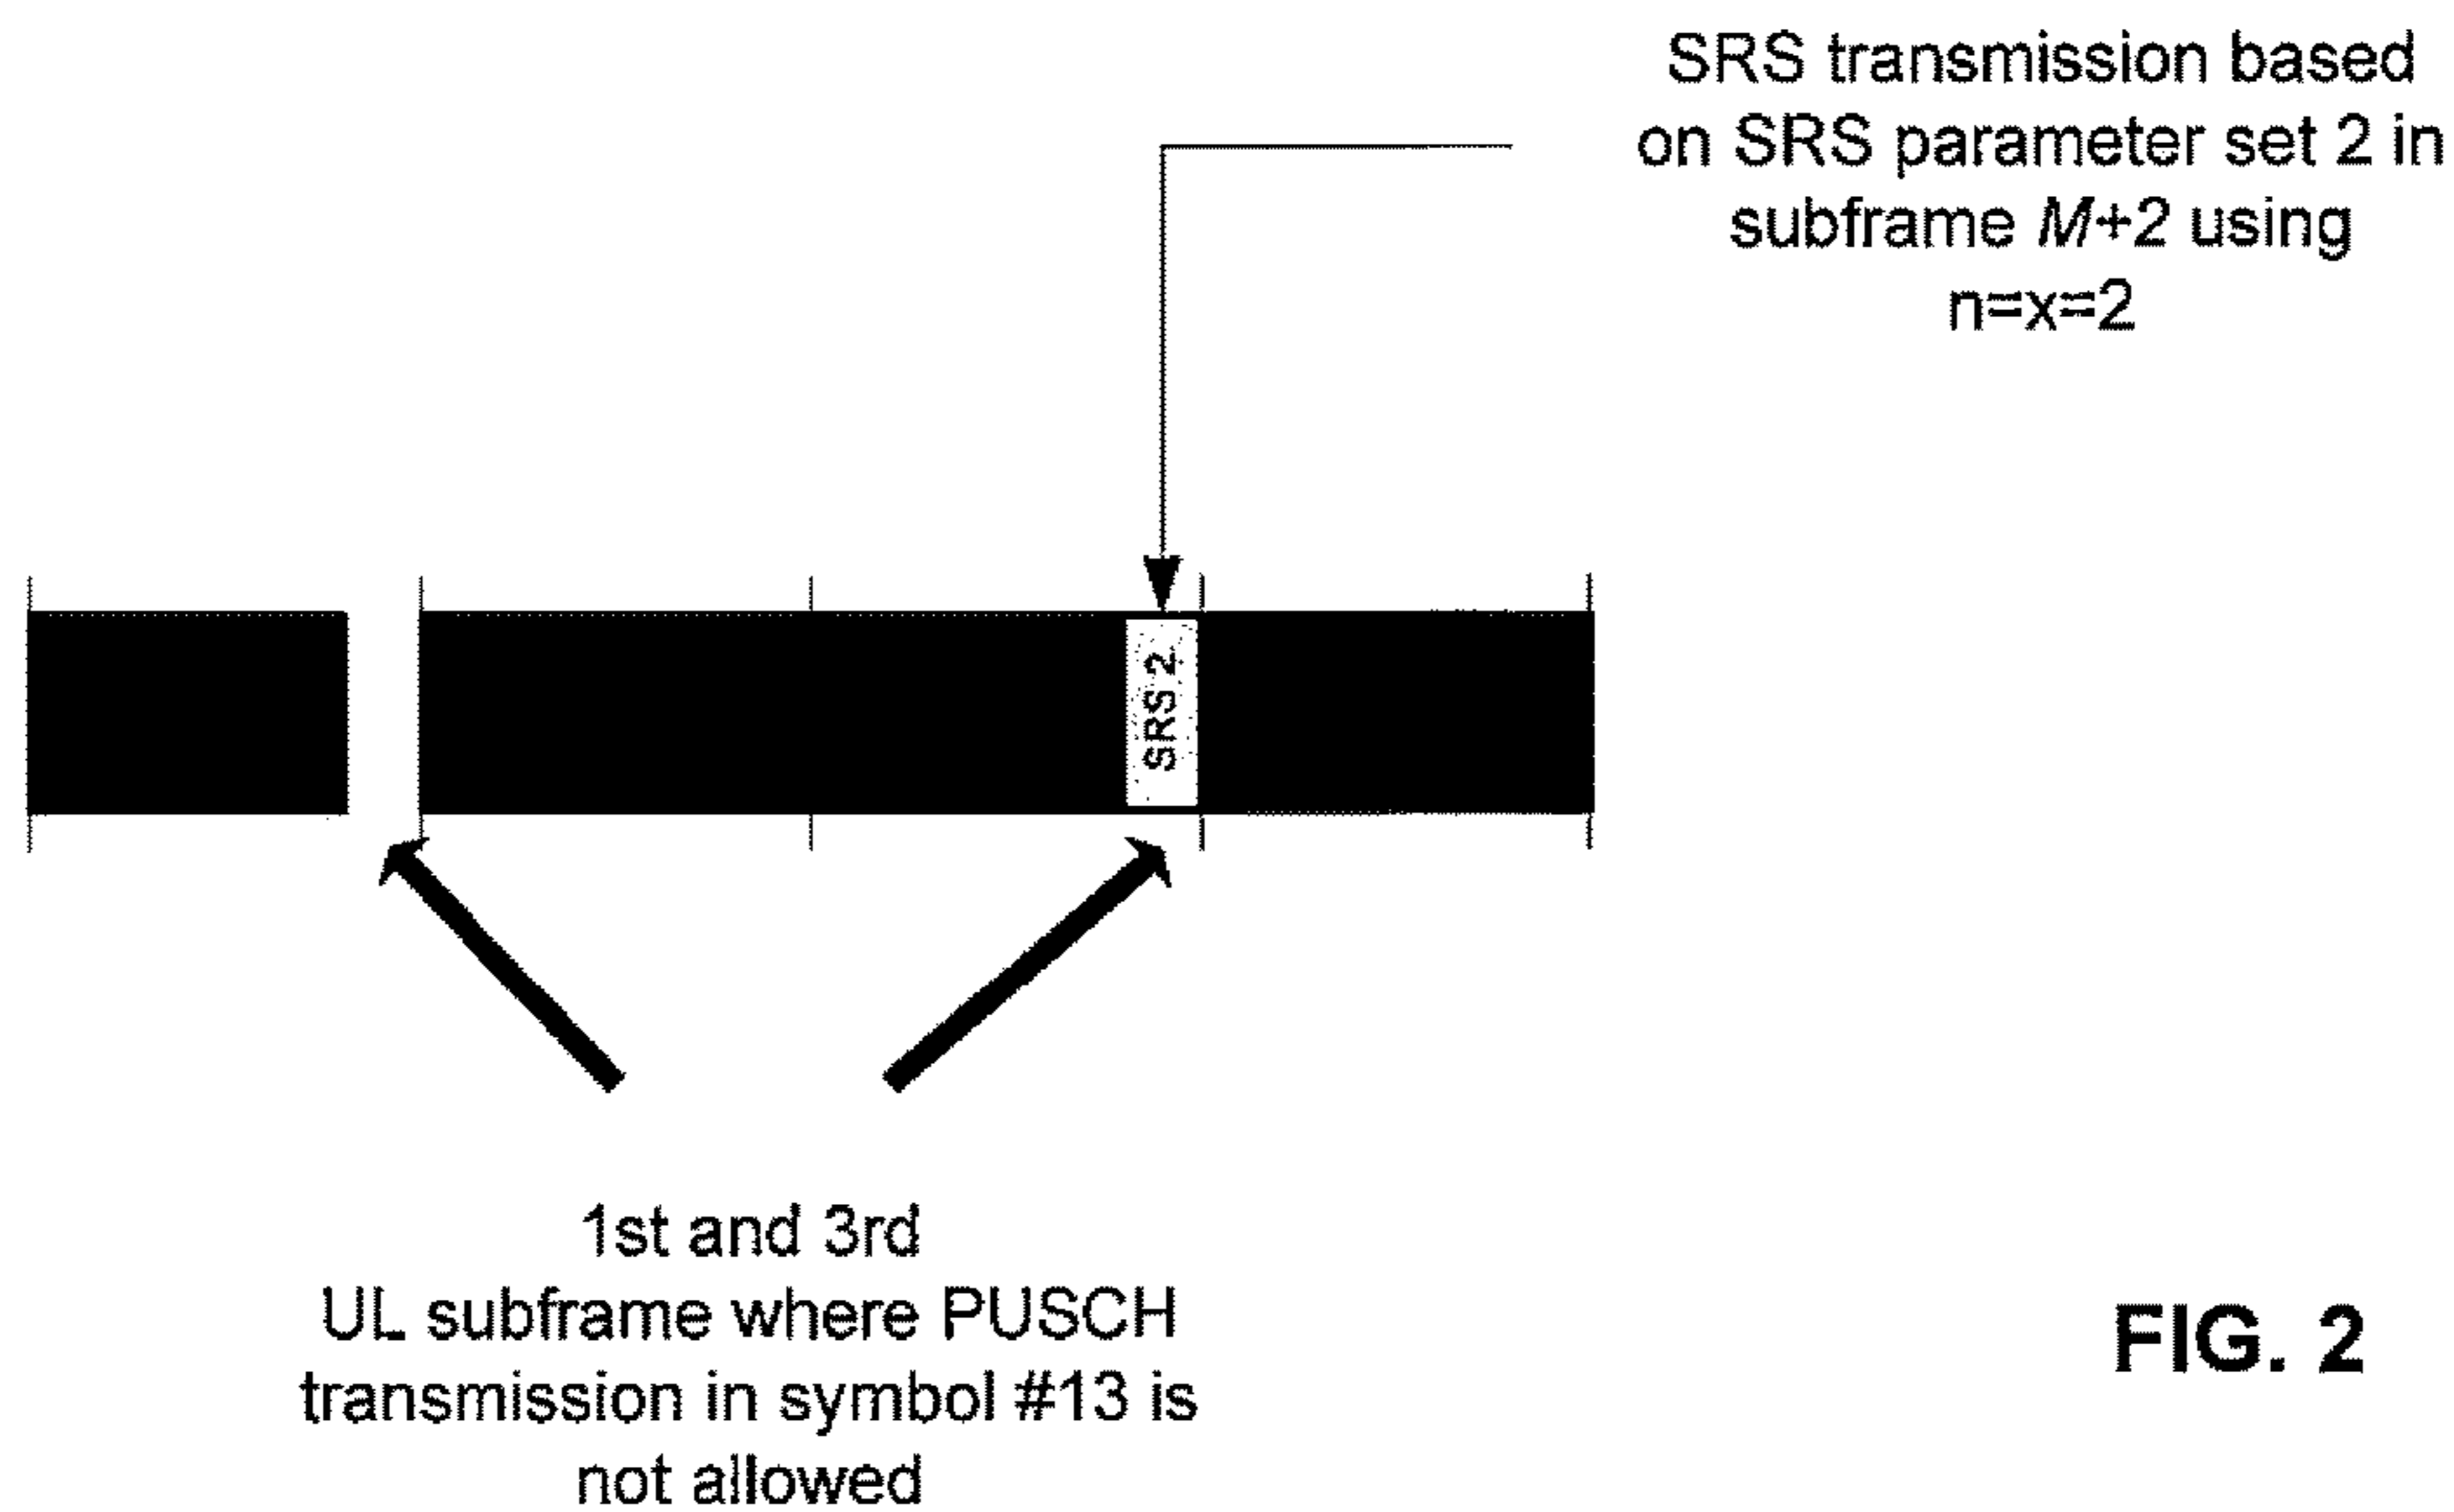 SRS transmission based
on SRS parameter set 2 in
subframe M+2 using
n=x=2
SRS 2
1st and 3rd
UL subframe where PUSCH
transmission in symbol #13 is
not allowed
FIG. 2